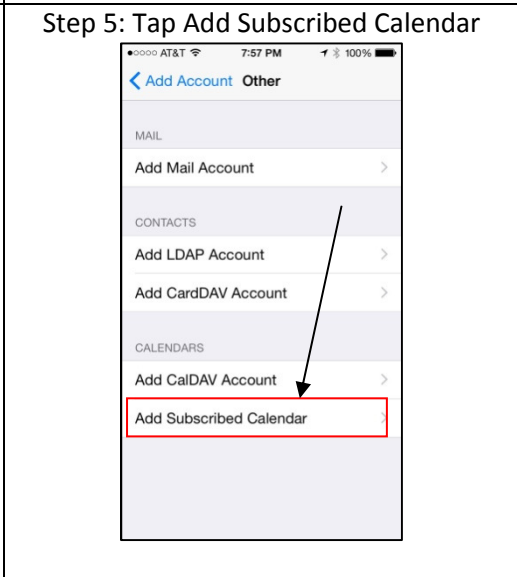 Step 5: Tap Add Subscribed Calendar
AT&T 7:57 PM 100%
Add Account Other
MAIL
Add Mail Account
CONTACTS
Add LDAP Account
Add CardDAV Account
CALENDARS
Add CalDAV Account
Add Subscribed Calendar